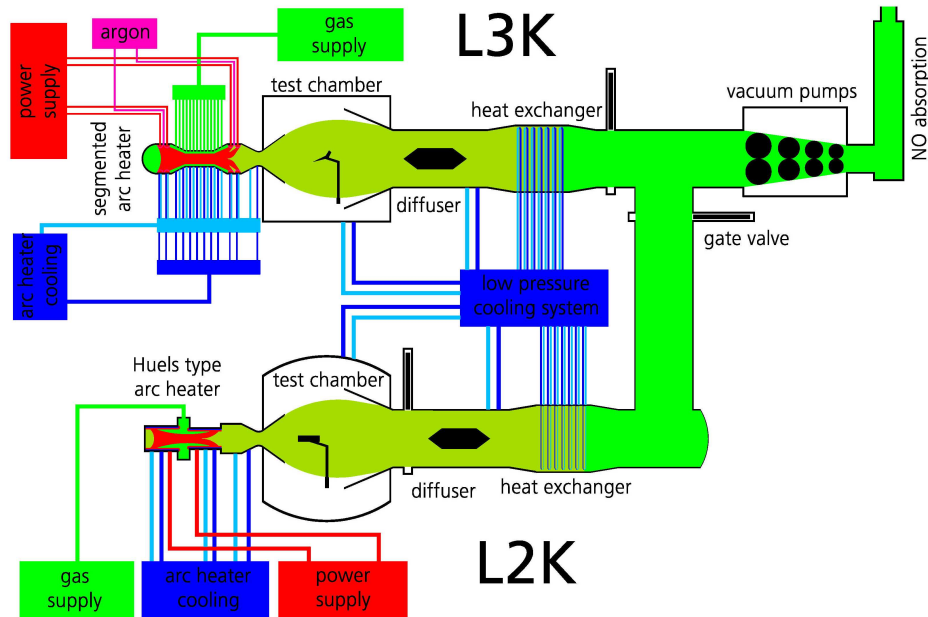 L3K
gas
supply
argon
power
supply
test chamber
heat exchanger
vacuum pumps
NO absorption
segmented
arc heater
diffuser
gate valve
arc heater
cooling
low pressure
cooling system
Huels type
arc heater
test chamber
diffuser
heat exchanger
L2K
gas
supply
arc heater
cooling
power
supply